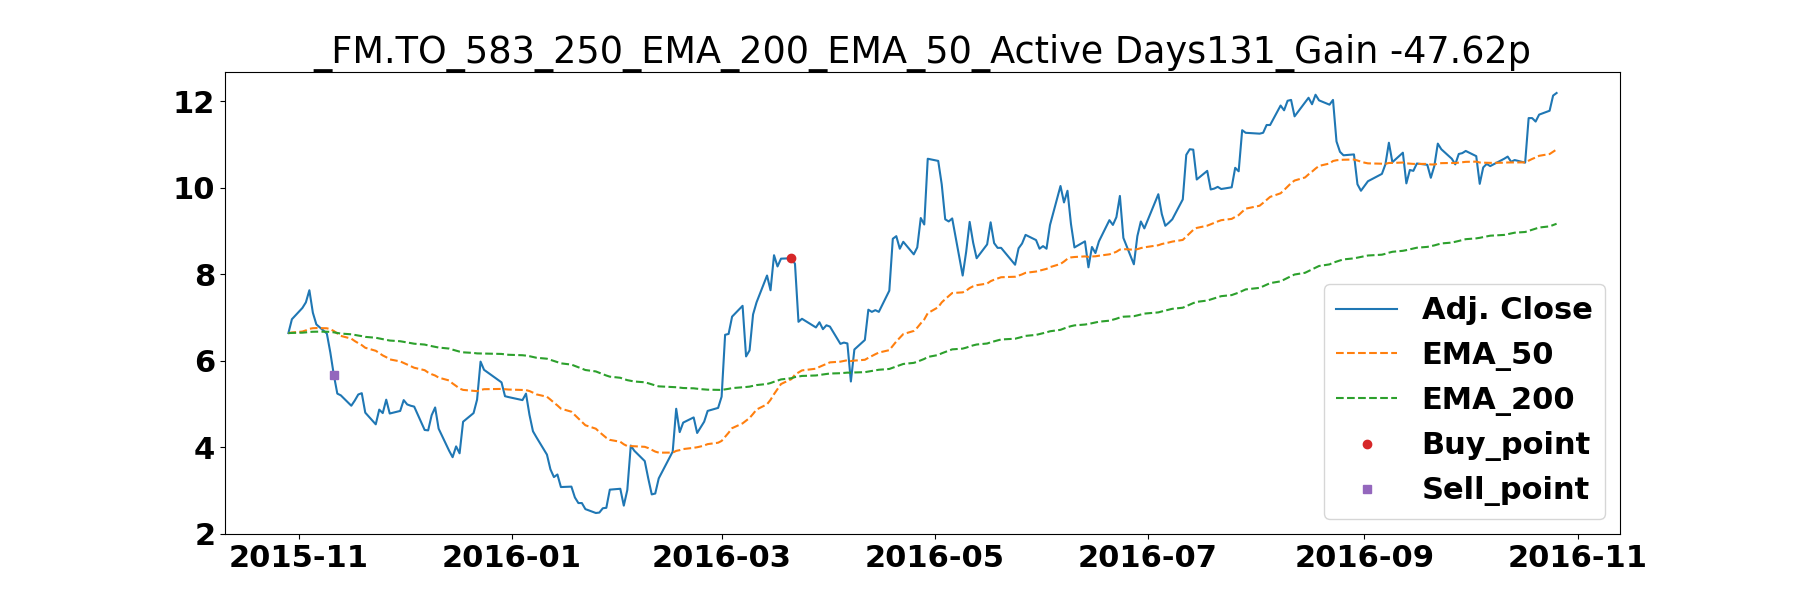 _FM.TO_583_250_EMA_200_EMA_50_Active Days131_Gain -47.62p
12
10
8
6
4
2
Adj. Close
EMA_50
EMA_200
Buy_point
Sell_point
2015-11 2016-01 2016-03 2016-05 2016-07 2016-09 2016-11